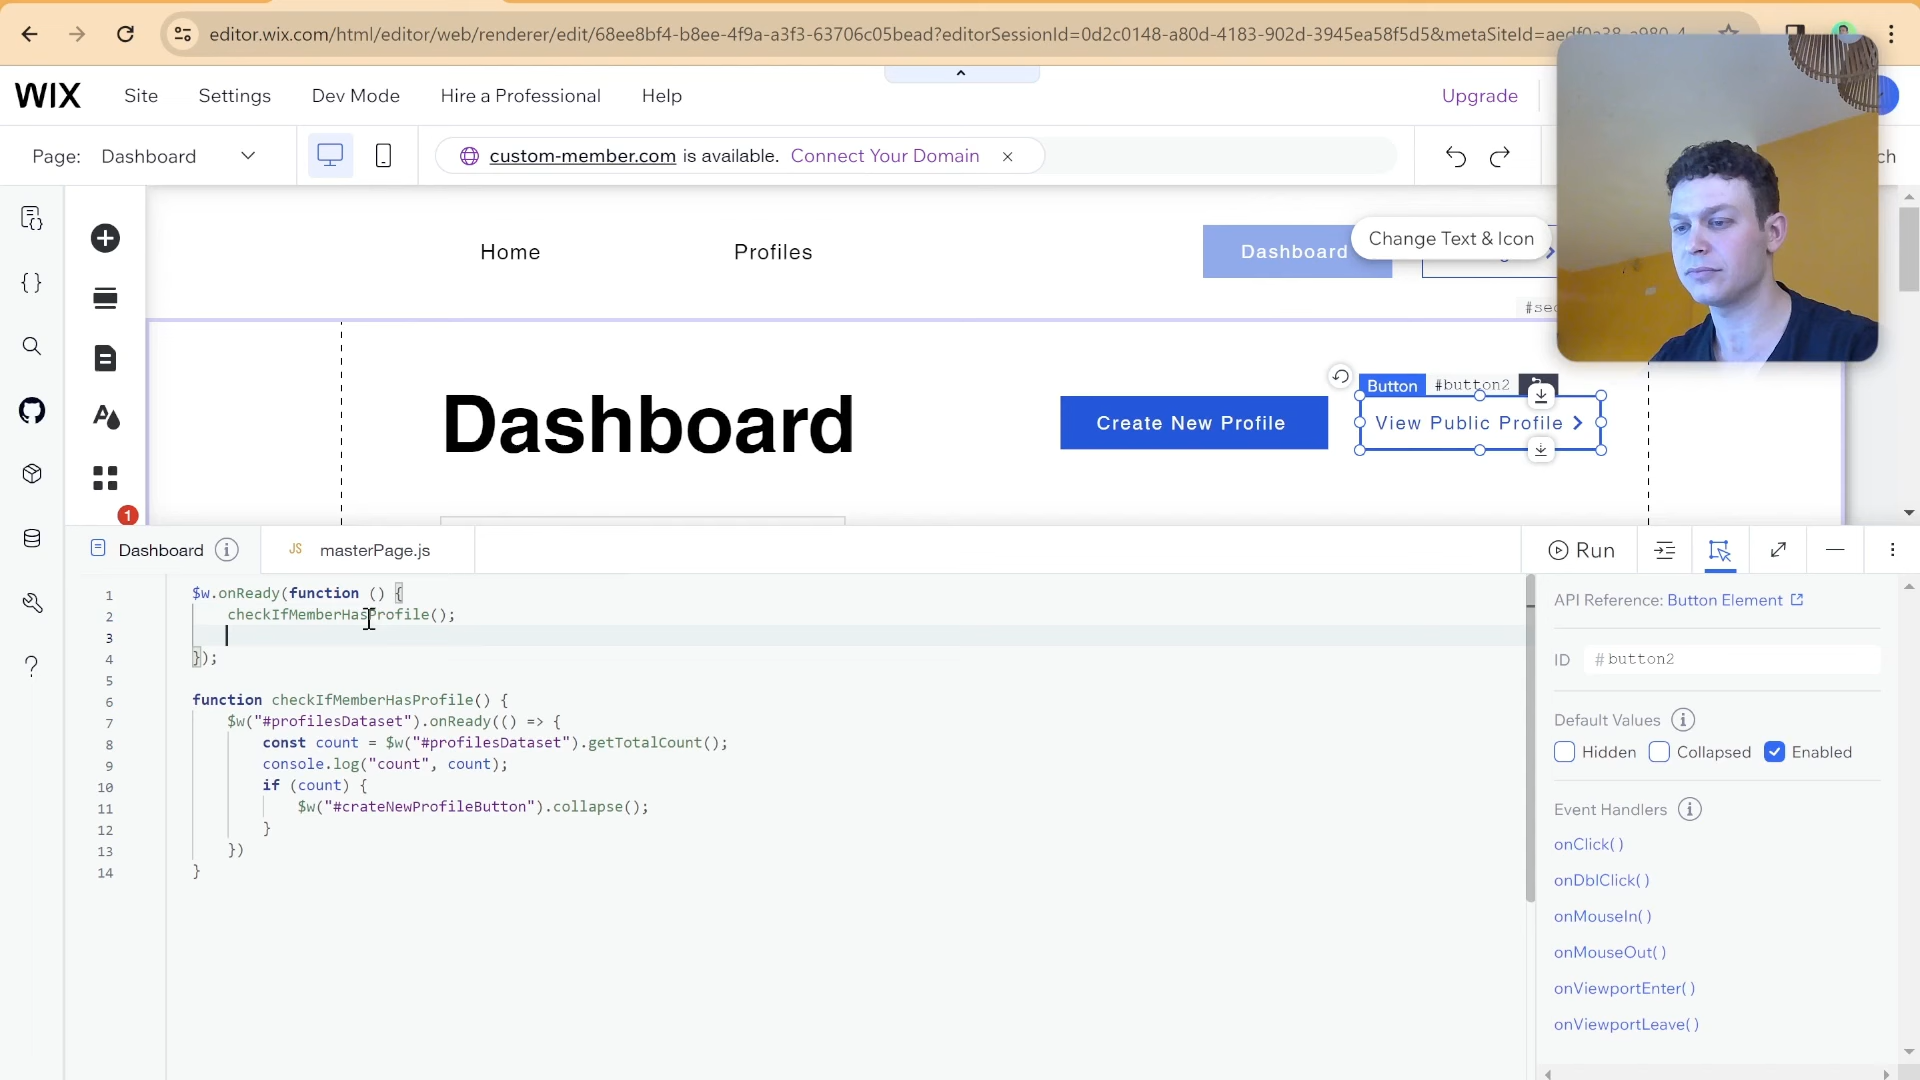 editor.wix.com/html/editor/web/renderer/edit/68ee8bf4-b8ee-4f9a-a3f3-63706c05bead?editorSessionId=0d2c0148-a80d-4183-902d-3945ea58f5d5&metaSiteId=aedf0a38-a980-4
WIX Site Settings Dev Mode Hire a Professional Help Upgrade
Page: Dashboard custom-member.com is available. Connect Your Domain
Home Profiles Dashboard
Change Text & Icon
Button #button2
Dashboard Create New Profile View Public Profile
1
Dashboard JS masterPage.js Run
1 $w.onReady(function () {
2 checkIfMemberHasProfile();
3
4 });
5
6 function checkIfMemberHasProfile() {
7 $w("#profilesDataset").onReady(() => {
8 const count = $w("#profilesDataset").getTotalCount();
9 console.log("count", count);
10 if (count) {
11 $w("#crateNewProfileButton").collapse();
12 }
13 })
14 }
API Reference: Button Element
ID # button2
Default Values
Hidden Collapsed Enabled
Event Handlers
onClick( )
onDblClick( )
onMouseIn( )
onMouseOut( )
onViewportEnter( )
onViewportLeave( )